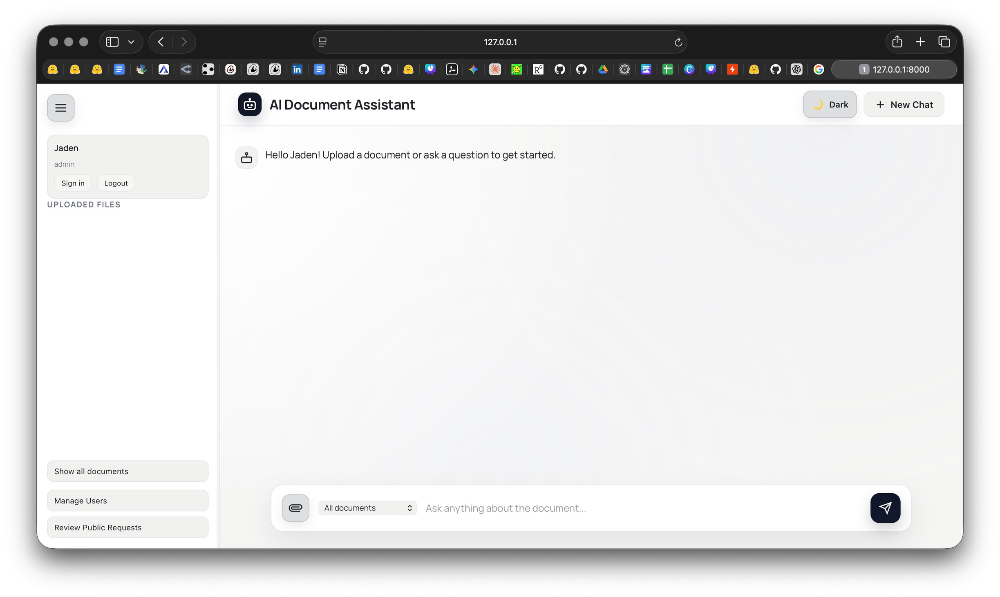 127.0.0.1
1 127.0.0.1:8000
AI Document Assistant
🌙 Dark
+ New Chat
Jaden
admin
Sign in Logout
UPLOADED FILES
Hello Jaden! Upload a document or ask a question to get started.
Show all documents
Manage Users
Review Public Requests
All documents
Ask anything about the document...